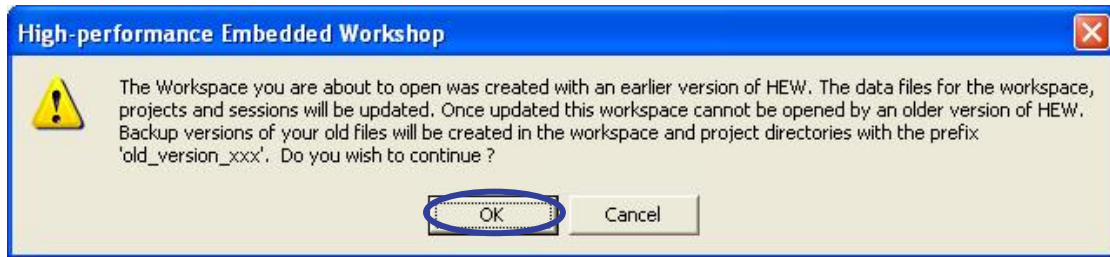 High-performance Embedded Workshop
The Workspace you are about to open was created with an earlier version of HEW. The data files for the workspace,
projects and sessions will be updated. Once updated this workspace cannot be opened by an older version of HEW.
Backup versions of your old files will be created in the workspace and project directories with the prefix
'old_version_xxx'.  Do you wish to continue ?
OK
Cancel